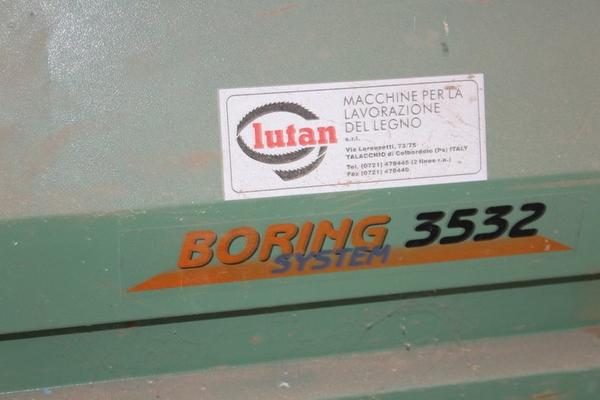 lutan
MACCHINE PER LA
LAVORAZIONE
DEL LEGNO
s.r.l.
Via Lorenzetti, 73/75
TALACCHIO di Colbordolo (Ps) ITALY
Tel. (0721) 478445 (2 linee r.a.)
Fax (0721) 478440
BORING 3532
SYSTEM